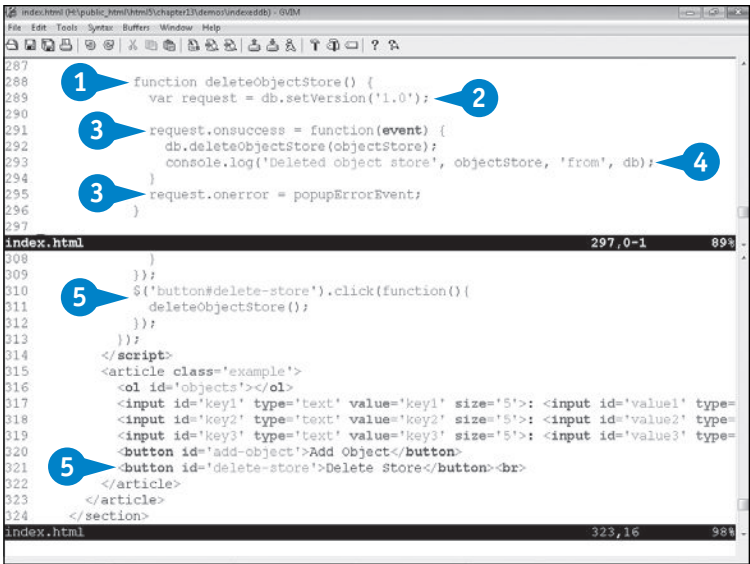 index.html (H:\public_html\html5\chapter13\demos\indexeddb) - GVIM
File Edit Tools Syntax Buffers Window Help
287
288 1 function deleteObjectStore() {
289 var request = db.setVersion('1.0'); 2
290
291 3 request.onsuccess = function(event) {
292 db.deleteObjectStore(objectStore);
293 console.log('Deleted object store', objectStore, 'from', db); 4
294 }
295 3 request.onerror = popupErrorEvent;
296 }
297
index.html 297,0-1 89%
308 }
309 });
310 5 $('button#delete-store').click(function(){
311 deleteObjectStore();
312 });
313 });
314 </script>
315 <article class='example'>
316 <ol id='objects'></ol>
317 <input id='key1' type='text' value='key1' size='5'>: <input id='value1' type=
318 <input id='key2' type='text' value='key2' size='5'>: <input id='value2' type=
319 <input id='key3' type='text' value='key3' size='5'>: <input id='value3' type=
320 <button id='add-object'>Add Object</button>
321 5 <button id='delete-store'>Delete Store</button><br>
322 </article>
323 </article>
324 </section>
index.html 323,16 98%